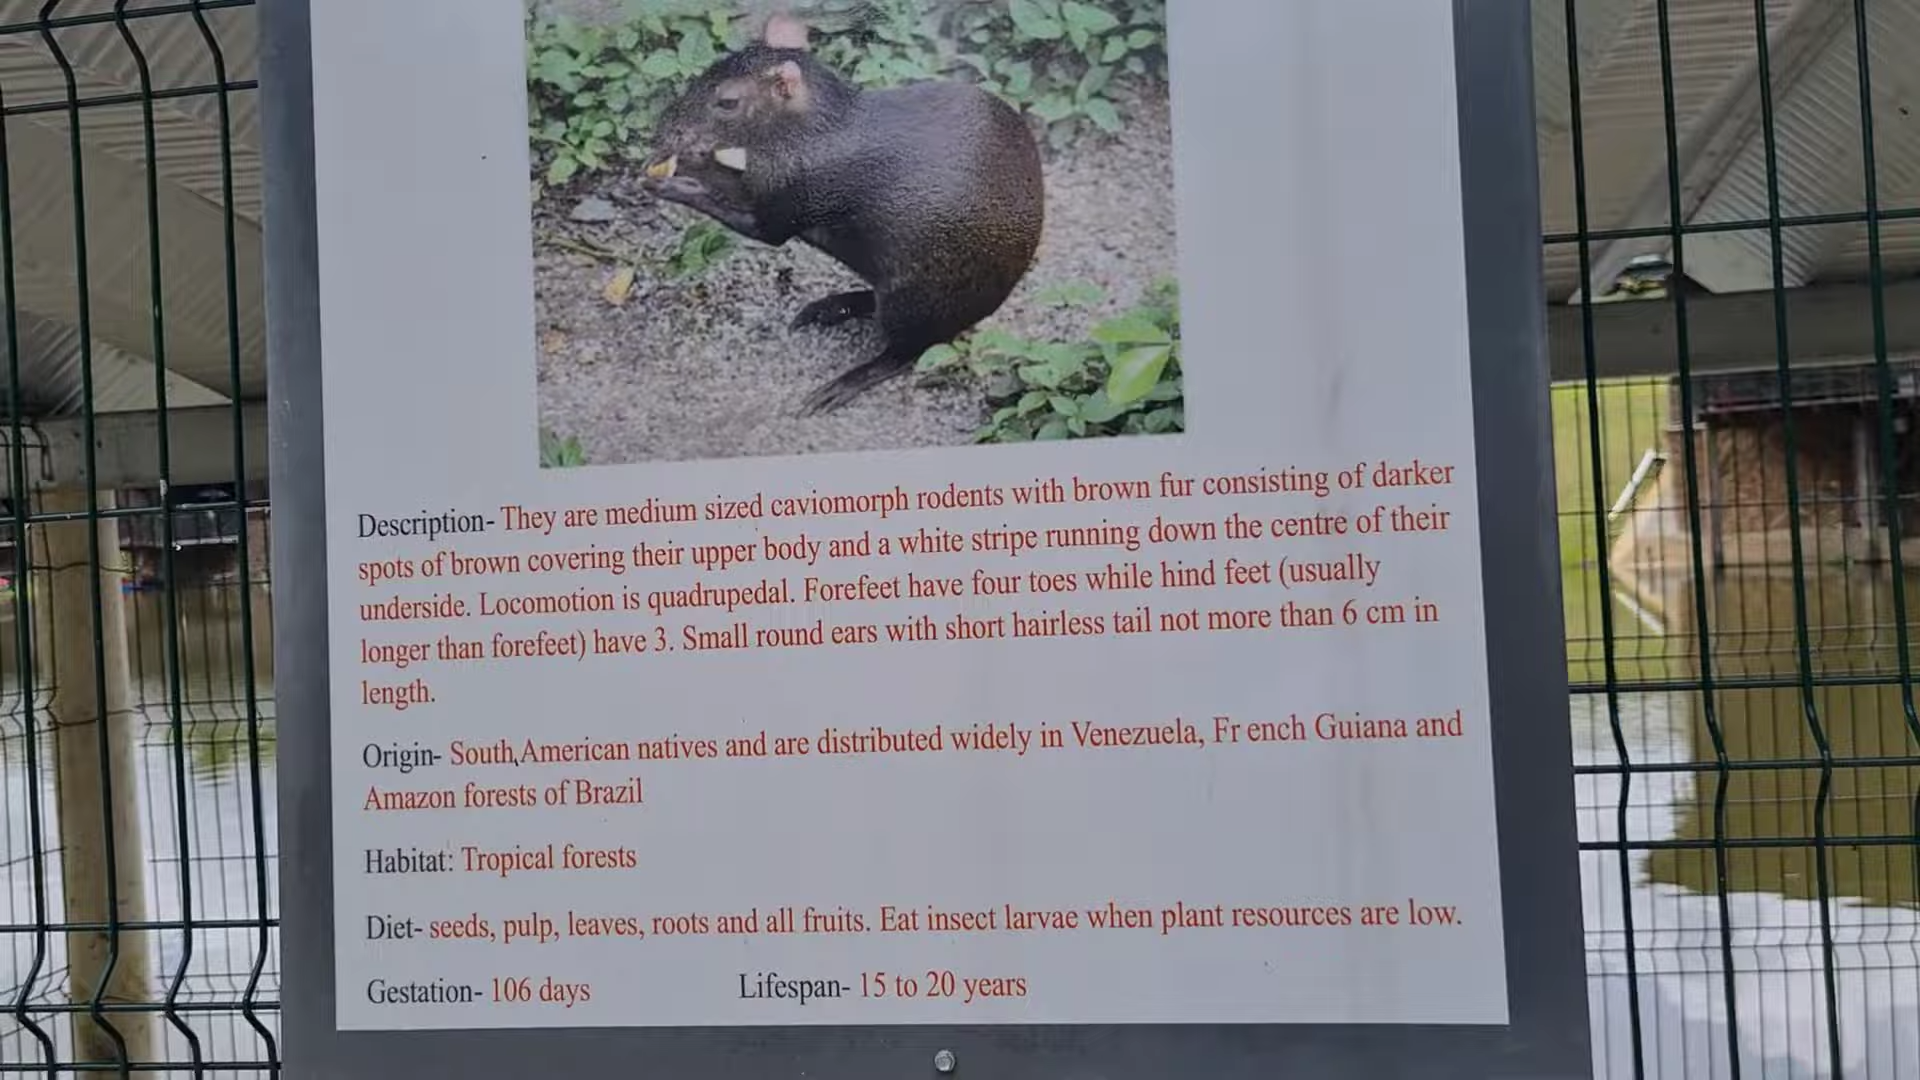 Description- They are medium sized caviomorph rodents with brown fur consisting of darker
spots of brown covering their upper body and a white stripe running down the centre of their
underside. Locomotion is quadrupedal. Forefeet have four toes while hind feet (usually
longer than forefeet) have 3. Small round ears with short hairless tail not more than 6 cm in
length.
Origin- South American natives and are distributed widely in Venezuela, Fr ench Guiana and
Amazon forests of Brazil
Habitat: Tropical forests
Diet- seeds, pulp, leaves, roots and all fruits. Eat insect larvae when plant resources are low.
Gestation- 106 days Lifespan- 15 to 20 years